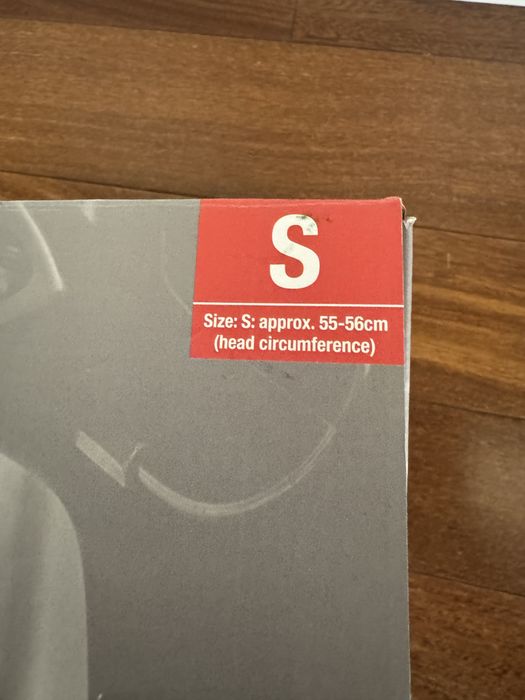 S
Size: S: approx. 55-56cm
(head circumference)